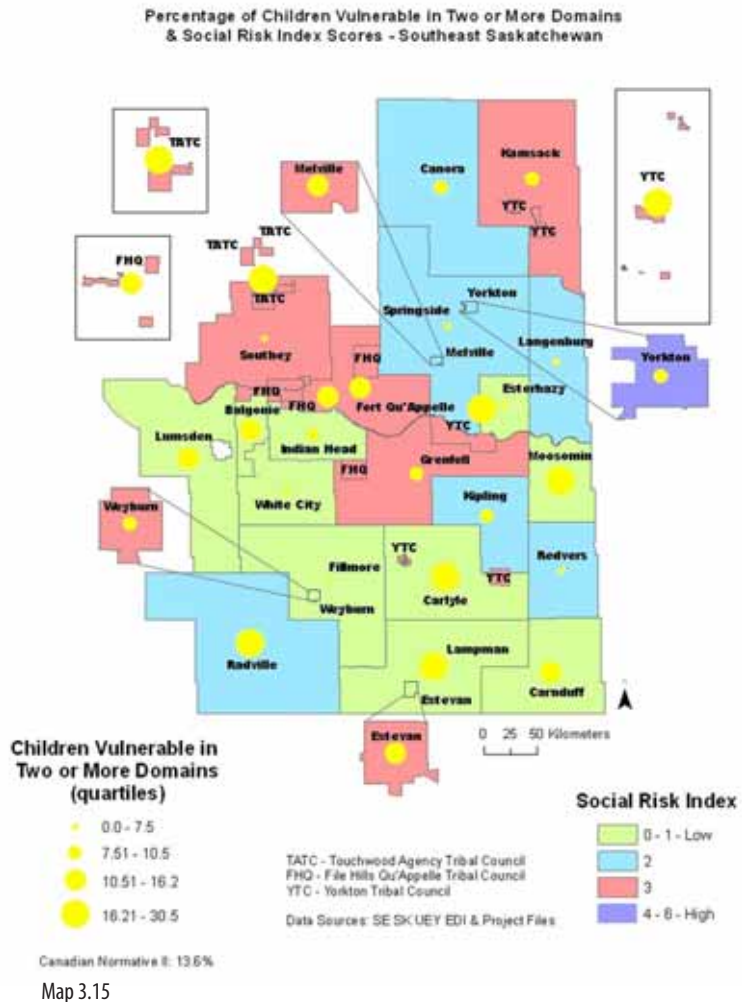 Percentage of Children Vulnerable in Two or More Domains
& Social Risk Index Scores - Southeast Saskatchewan
TATC
Melville
Canora
Kamsack
YTC
YTC
YTC
FHQ
TATC
TATC
TATC
Springside
Yorkton
Southey
Melville
Langenburg
Yorkton
FHQ
FHQ
FHQ
Fort Qu'Appelle
Esterhazy
Balgonie
YTC
Lumsden
Indian Head
Grenfell
Moosomin
FHQ
White City
Kipling
Weyburn
YTC
Redvers
Fillmore
YTC
Weyburn
Carlyle
Radville
Lampman
Carnduff
Estevan
Estevan
0 25 50 Kilometers
Children Vulnerable in
Two or More Domains
(quartiles)
0.0 - 7.5
7.51 - 10.5
10.51 - 16.2
16.21 - 30.5
Canadian Normative II: 13.6%
TATC - Touchwood Agency Tribal Council
FHQ - File Hills Qu'Appelle Tribal Council
YTC - Yorkton Tribal Council
Data Sources: SE SK UEY EDI & Project Files
Social Risk Index
0 - 1 - Low
2
3
4 - 6 - High
Map 3.15